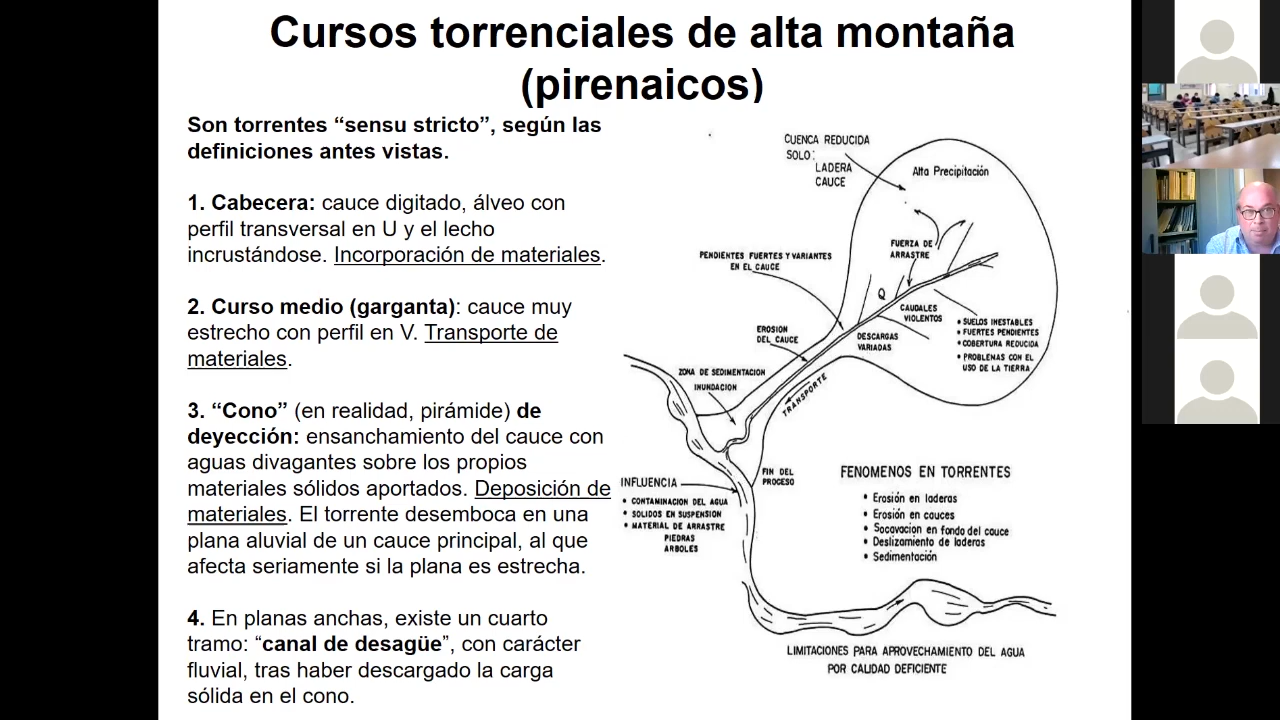 Cursos torrenciales de alta montaña
(pirenaicos)
Son torrentes “sensu stricto”, según las
definiciones antes vistas.
1. Cabecera: cauce digitado, álveo con
perfil transversal en U y el lecho
incrustándose. Incorporación de materiales.
2. Curso medio (garganta): cauce muy
estrecho con perfil en V. Transporte de
materiales.
3. “Cono” (en realidad, pirámide) de
deyección: ensanchamiento del cauce con
aguas divagantes sobre los propios
materiales sólidos aportados. Deposición de
materiales. El torrente desemboca en una
plana aluvial de un cauce principal, al que
afecta seriamente si la plana es estrecha.
4. En planas anchas, existe un cuarto
tramo: “canal de desagüe”, con carácter
fluvial, tras haber descargado la carga
sólida en el cono.
CUENCA REDUCIDA
SOLO:
LADERA
CAUCE
Alta Precipitación
FUERZA DE
ARRASTRE
PENDIENTES FUERTES Y VARIANTES
EN EL CAUCE
Q
CAUDALES
VIOLENTOS
• SUELOS INESTABLES
• FUERTES PENDIENTES
• COBERTURA REDUCIDA
• PROBLEMAS CON EL
USO DE LA TIERRA
EROSION
DEL CAUCE
DESCARGAS
VARIADAS
ZONA DE SEDIMENTACION
INUNDACION
TRANSPORTE
FIN DEL
PROCESO
INFLUENCIA
• CONTAMINACION DEL AGUA
• SOLIDOS EN SUSPENSION
• MATERIAL DE ARRASTRE
PIEDRAS
ARBOLES
FENOMENOS EN TORRENTES
• Erosión en laderas
• Erosión en cauces
• Socavación en fondo del cauce
• Deslizamiento de laderas
• Sedimentación
LIMITACIONES PARA APROVECHAMIENTO DEL AGUA
POR CALIDAD DEFICIENTE